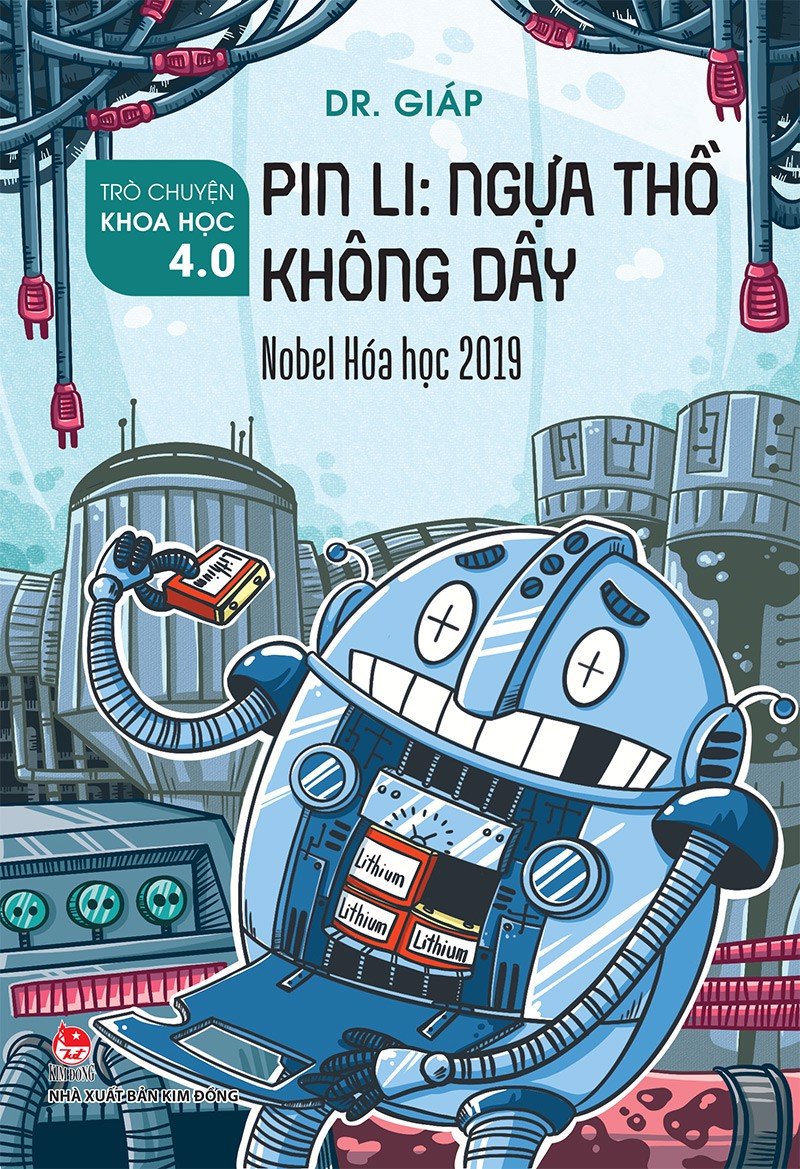 DR. GIÁP
TRÒ CHUYỆN
KHOA HỌC
4.0
PIN LI: NGỰA THỒ
KHÔNG DÂY
Nobel Hóa học 2019
Lithium
Lithium
Lithium
Lithium
KIM ĐỒNG
NHÀ XUẤT BẢN KIM ĐỒNG